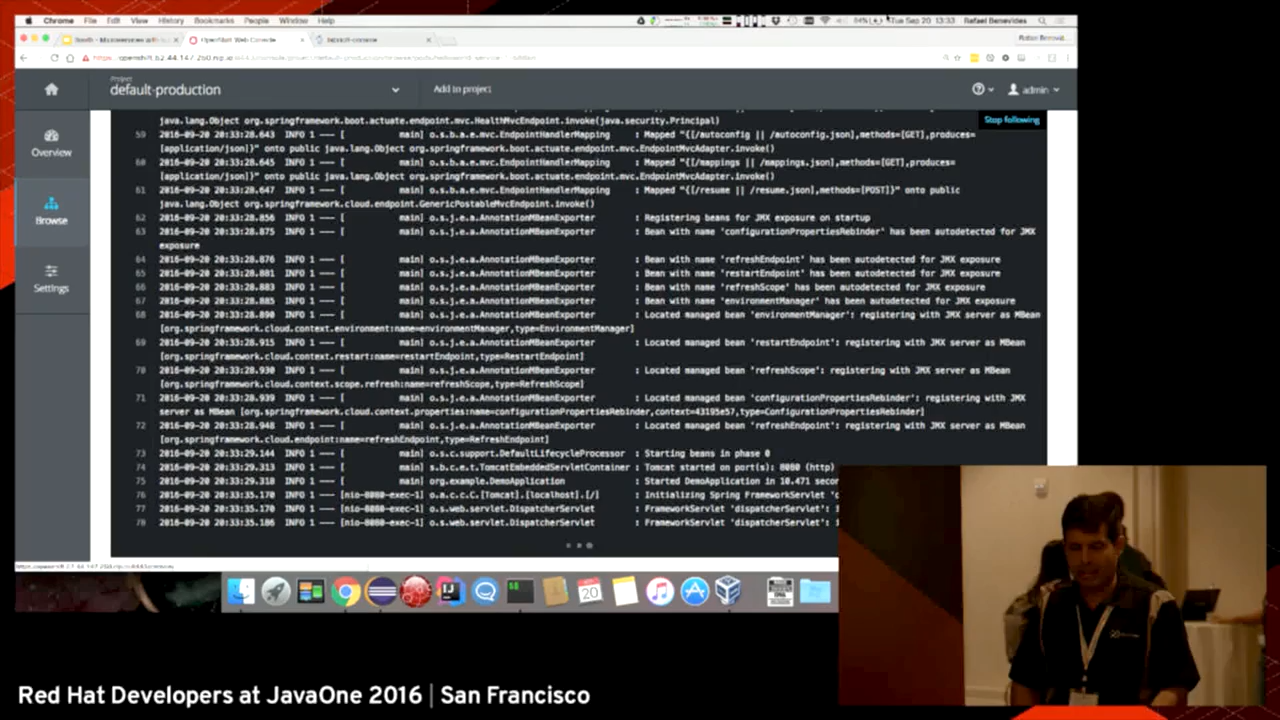 Chrome File Edit View History Bookmarks People Window Help 84% Tue Sep 20 13:33 Rafael Benevides
OpenShift Web Console
fabric8-console
Project
default-production
Add to project
admin
Stop following
Overview
Browse
Settings
java.lang.Object org.springframework.boot.actuate.endpoint.mvc.HealthMvcEndpoint.invoke(java.security.Principal)
59 2016-09-20 20:33:28.643 INFO 1 --- [ main] o.s.b.a.e.mvc.EndpointHandlerMapping : Mapped "{[/autoconfig || /autoconfig.json],methods=[GET],produces=
[application/json]}" onto public java.lang.Object org.springframework.boot.actuate.endpoint.mvc.EndpointMvcAdapter.invoke()
60 2016-09-20 20:33:28.645 INFO 1 --- [ main] o.s.b.a.e.mvc.EndpointHandlerMapping : Mapped "{[/mappings || /mappings.json],methods=[GET],produces=
[application/json]}" onto public java.lang.Object org.springframework.boot.actuate.endpoint.mvc.EndpointMvcAdapter.invoke()
61 2016-09-20 20:33:28.647 INFO 1 --- [ main] o.s.b.a.e.mvc.EndpointHandlerMapping : Mapped "{[/resume || /resume.json],methods=[POST]}" onto public
java.lang.Object org.springframework.cloud.endpoint.GenericPostableMvcEndpoint.invoke()
62 2016-09-20 20:33:28.856 INFO 1 --- [ main] o.s.j.e.a.AnnotationMBeanExporter : Registering beans for JMX exposure on startup
63 2016-09-20 20:33:28.875 INFO 1 --- [ main] o.s.j.e.a.AnnotationMBeanExporter : Bean with name 'configurationPropertiesRebinder' has been autodetected for JMX
exposure
64 2016-09-20 20:33:28.876 INFO 1 --- [ main] o.s.j.e.a.AnnotationMBeanExporter : Bean with name 'refreshEndpoint' has been autodetected for JMX exposure
65 2016-09-20 20:33:28.881 INFO 1 --- [ main] o.s.j.e.a.AnnotationMBeanExporter : Bean with name 'restartEndpoint' has been autodetected for JMX exposure
66 2016-09-20 20:33:28.883 INFO 1 --- [ main] o.s.j.e.a.AnnotationMBeanExporter : Bean with name 'refreshScope' has been autodetected for JMX exposure
67 2016-09-20 20:33:28.885 INFO 1 --- [ main] o.s.j.e.a.AnnotationMBeanExporter : Bean with name 'environmentManager' has been autodetected for JMX exposure
68 2016-09-20 20:33:28.890 INFO 1 --- [ main] o.s.j.e.a.AnnotationMBeanExporter : Located managed bean 'environmentManager': registering with JMX server as MBean
[org.springframework.cloud.context.environment:name=environmentManager,type=EnvironmentManager]
69 2016-09-20 20:33:28.915 INFO 1 --- [ main] o.s.j.e.a.AnnotationMBeanExporter : Located managed bean 'restartEndpoint': registering with JMX server as MBean
[org.springframework.cloud.context.restart:name=restartEndpoint,type=RestartEndpoint]
70 2016-09-20 20:33:28.930 INFO 1 --- [ main] o.s.j.e.a.AnnotationMBeanExporter : Located managed bean 'refreshScope': registering with JMX server as MBean
[org.springframework.cloud.context.scope.refresh:name=refreshScope,type=RefreshScope]
71 2016-09-20 20:33:28.939 INFO 1 --- [ main] o.s.j.e.a.AnnotationMBeanExporter : Located managed bean 'configurationPropertiesRebinder': registering with JMX
server as MBean [org.springframework.cloud.context.properties:name=configurationPropertiesRebinder,context=43195e57,type=ConfigurationPropertiesRebinder]
72 2016-09-20 20:33:28.948 INFO 1 --- [ main] o.s.j.e.a.AnnotationMBeanExporter : Located managed bean 'refreshEndpoint': registering with JMX server as MBean
[org.springframework.cloud.endpoint:name=refreshEndpoint,type=RefreshEndpoint]
73 2016-09-20 20:33:29.144 INFO 1 --- [ main] o.s.c.support.DefaultLifecycleProcessor : Starting beans in phase 0
74 2016-09-20 20:33:29.313 INFO 1 --- [ main] s.b.c.e.t.TomcatEmbeddedServletContainer : Tomcat started on port(s): 8080 (http)
75 2016-09-20 20:33:29.318 INFO 1 --- [ main] org.example.DemoApplication : Started DemoApplication in 10.471 secon
76 2016-09-20 20:33:35.170 INFO 1 --- [nio-8080-exec-1] o.a.c.c.C.[Tomcat].[localhost].[/] : Initializing Spring FrameworkServlet 'd
77 2016-09-20 20:33:35.170 INFO 1 --- [nio-8080-exec-1] o.s.web.servlet.DispatcherServlet : FrameworkServlet 'dispatcherServlet': i
78 2016-09-20 20:33:35.186 INFO 1 --- [nio-8080-exec-1] o.s.web.servlet.DispatcherServlet : FrameworkServlet 'dispatcherServlet': i
20
Red Hat Developers at JavaOne 2016 | San Francisco